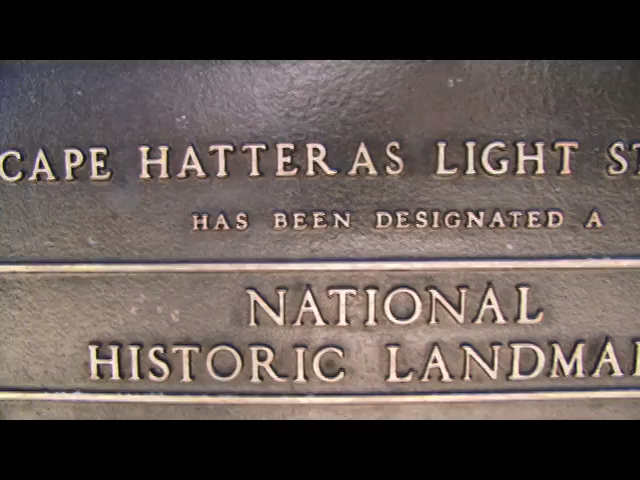 CAPE HATTERAS LIGHT ST
HAS BEEN DESIGNATED A
NATIONAL
HISTORIC LANDMA